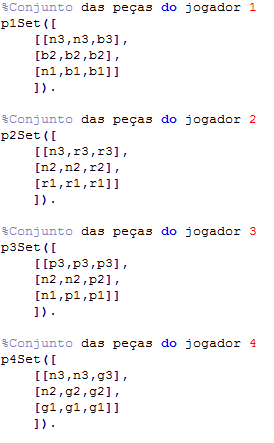 %Conjunto das peças do jogador 1
p1Set([
[[n3,n3,b3],
[b2,b2,b2],
[n1,b1,b1]]
]).
%Conjunto das peças do jogador 2
p2Set([
[[n3,r3,r3],
[n2,n2,r2],
[r1,r1,r1]]
]).
%Conjunto das peças do jogador 3
p3Set([
[[p3,p3,p3],
[n2,n2,p2],
[n1,p1,p1]]
]).
%Conjunto das peças do jogador 4
p4Set([
[[n3,n3,g3],
[n2,g2,g2],
[g1,g1,g1]]
]).